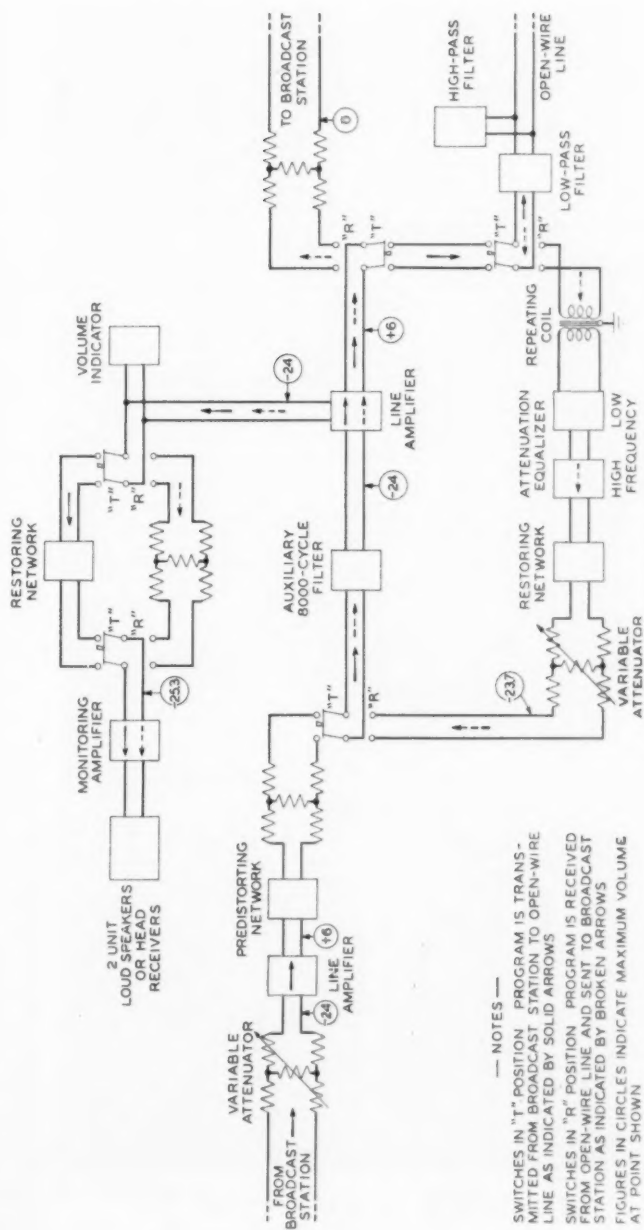 2 UNIT
LOUD SPEAKERS
OR HEAD
RECEIVERS
MONITORING
AMPLIFIER
-25.3
"T"
"R"
RESTORING
NETWORK
"T"
"R"
VOLUME
INDICATOR
-24
TO BROADCAST
STATION
FROM
BROADCAST
STATION
VARIABLE
ATTENUATOR
-24
LINE
AMPLIFIER
+6
PREDISTORTING
NETWORK
"T"
"R"
AUXILIARY
8000-CYCLE
FILTER
-24
LINE
AMPLIFIER
+6
"R"
"T"
"T"
"R"
HIGH-PASS
FILTER
LOW-PASS
FILTER
OPEN-WIRE
LINE
-23.7
VARIABLE
ATTENUATOR
RESTORING
NETWORK
ATTENUATION
EQUALIZER
HIGH LOW
FREQUENCY
REPEATING
COIL
— NOTES —
SWITCHES IN "T" POSITION PROGRAM IS TRANS-
MITTED FROM BROADCAST STATION TO OPEN-WIRE
LINE AS INDICATED BY SOLID ARROWS
SWITCHES IN "R" POSITION PROGRAM IS RECEIVED
FROM OPEN-WIRE LINE AND SENT TO BROADCAST
STATION AS INDICATED BY BROKEN ARROWS
FIGURES IN CIRCLES INDICATE MAXIMUM VOLUME
AT POINT SHOWN